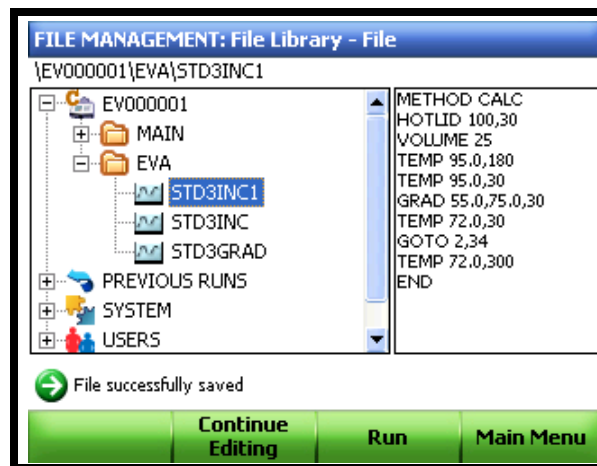 FILE MANAGEMENT: File Library - File
\EV000001\EVA\STD3INC1
EV000001
MAIN
EVA
STD3INC1
STD3INC
STD3GRAD
PREVIOUS RUNS
SYSTEM
USERS
METHOD CALC
HOTLID 100,30
VOLUME 25
TEMP 95.0,180
TEMP 95.0,30
GRAD 55.0,75.0,30
TEMP 72.0,30
GOTO 2,34
TEMP 72.0,300
END
File successfully saved
Continue
Editing
Run
Main Menu